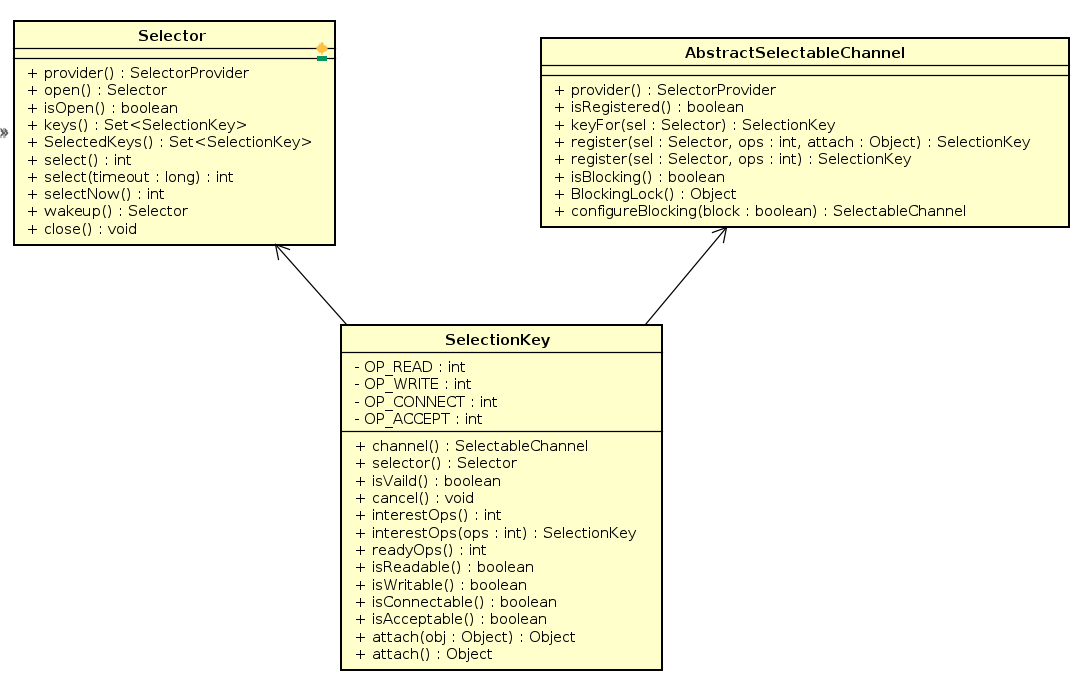 Selector
+ provider() : SelectorProvider
+ open() : Selector
+ isOpen() : boolean
+ keys() : Set<SelectionKey>
+ SelectedKeys() : Set<SelectionKey>
+ select() : int
+ select(timeout : long) : int
+ selectNow() : int
+ wakeup() : Selector
+ close() : void
AbstractSelectableChannel
+ provider() : SelectorProvider
+ isRegistered() : boolean
+ keyFor(sel : Selector) : SelectionKey
+ register(sel : Selector, ops : int, attach : Object) : SelectionKey
+ register(sel : Selector, ops : int) : SelectionKey
+ isBlocking() : boolean
+ BlockingLock() : Object
+ configureBlocking(block : boolean) : SelectableChannel
SelectionKey
- OP_READ : int
- OP_WRITE : int
- OP_CONNECT : int
- OP_ACCEPT : int
+ channel() : SelectableChannel
+ selector() : Selector
+ isVaild() : boolean
+ cancel() : void
+ interestOps() : int
+ interestOps(ops : int) : SelectionKey
+ readyOps() : int
+ isReadable() : boolean
+ isWritable() : boolean
+ isConnectable() : boolean
+ isAcceptable() : boolean
+ attach(obj : Object) : Object
+ attach() : Object